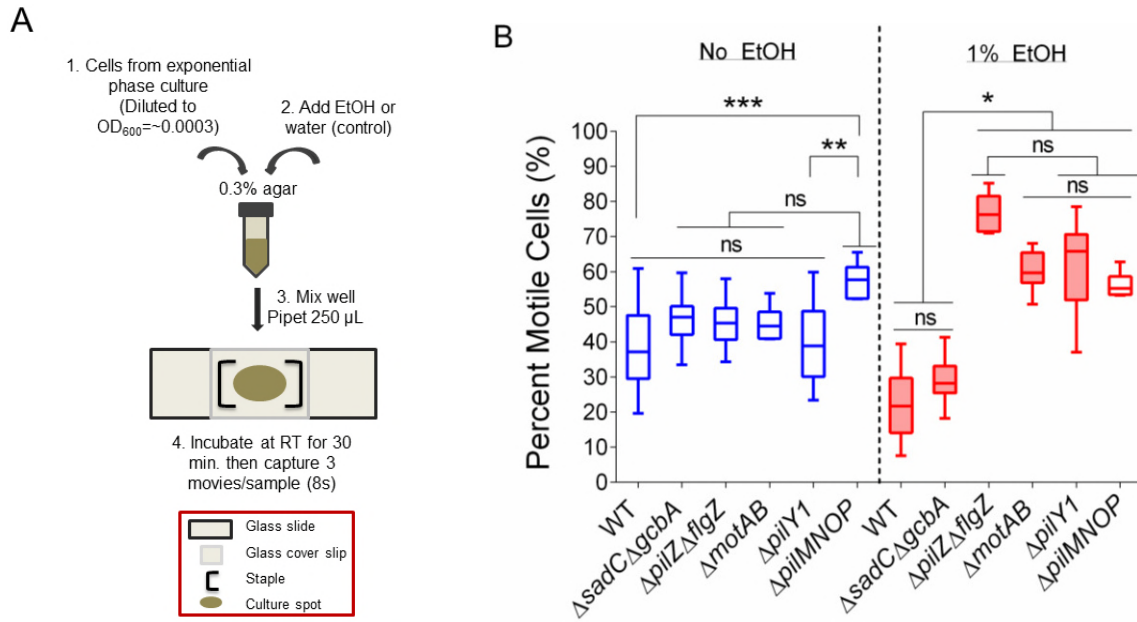 A
1. Cells from exponential
phase culture
(Diluted to
OD600=~0.0003)
2. Add EtOH or
water (control)
0.3% agar
3. Mix well
Pipet 250 µL
4. Incubate at RT for 30
min. then capture 3
movies/sample (8s)
Glass slide
Glass cover slip
Staple
Culture spot
B
No EtOH
1% EtOH
***
*
**
ns
ns
ns
ns
ns
Percent Motile Cells (%)
100
90
80
70
60
50
40
30
20
10
0
WT
ΔsadCΔgcbA
ΔpilZΔflgZ
ΔmotAB
ΔpilY1
ΔpilMNOP
WT
ΔsadCΔgcbA
ΔpilZΔflgZ
ΔmotAB
ΔpilY1
ΔpilMNOP